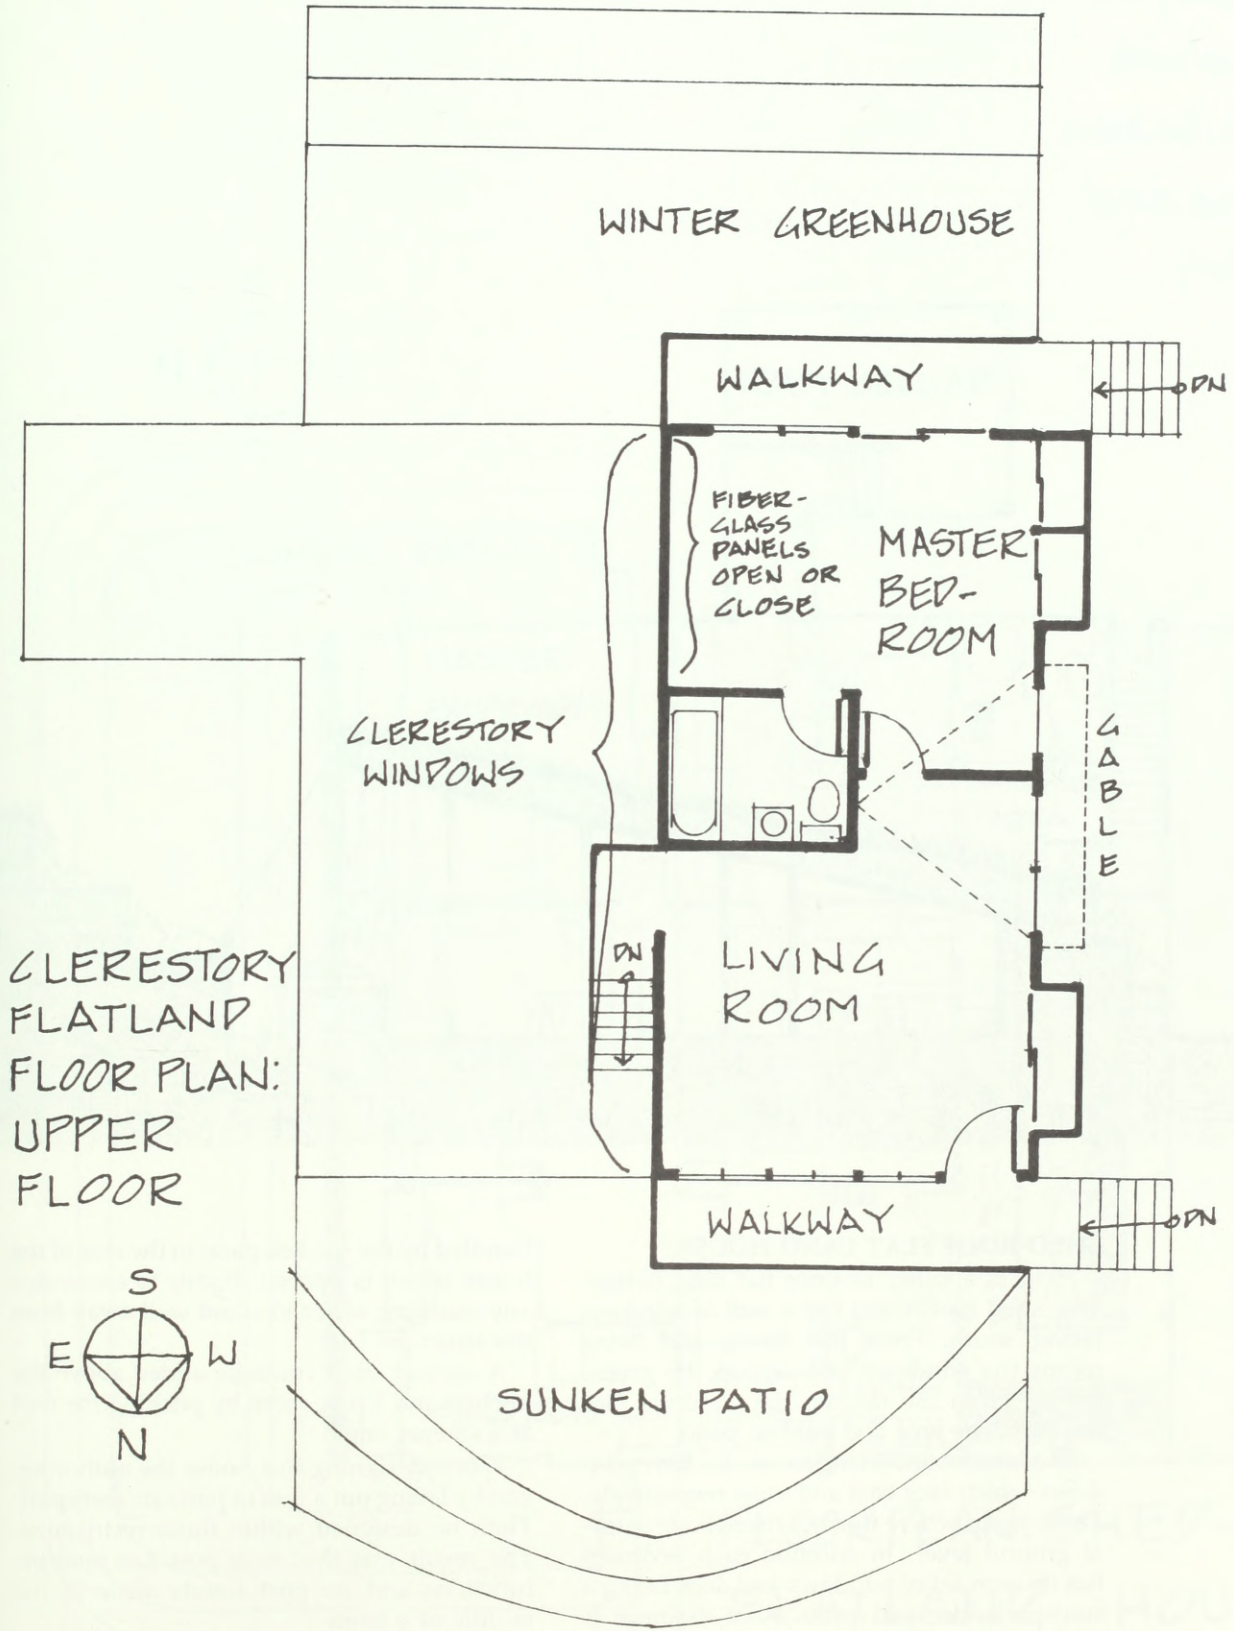 WINTER GREENHOUSE
WALKWAY
DN
FIBER-
GLASS
PANELS
OPEN OR
CLOSE
MASTER
BED-
ROOM
CLERESTORY
WINDOWS
GABLE
CLERESTORY
FLATLAND
FLOOR PLAN:
UPPER
FLOOR
DN
LIVING
ROOM
WALKWAY
DN
S
E W
N
SUNKEN PATIO